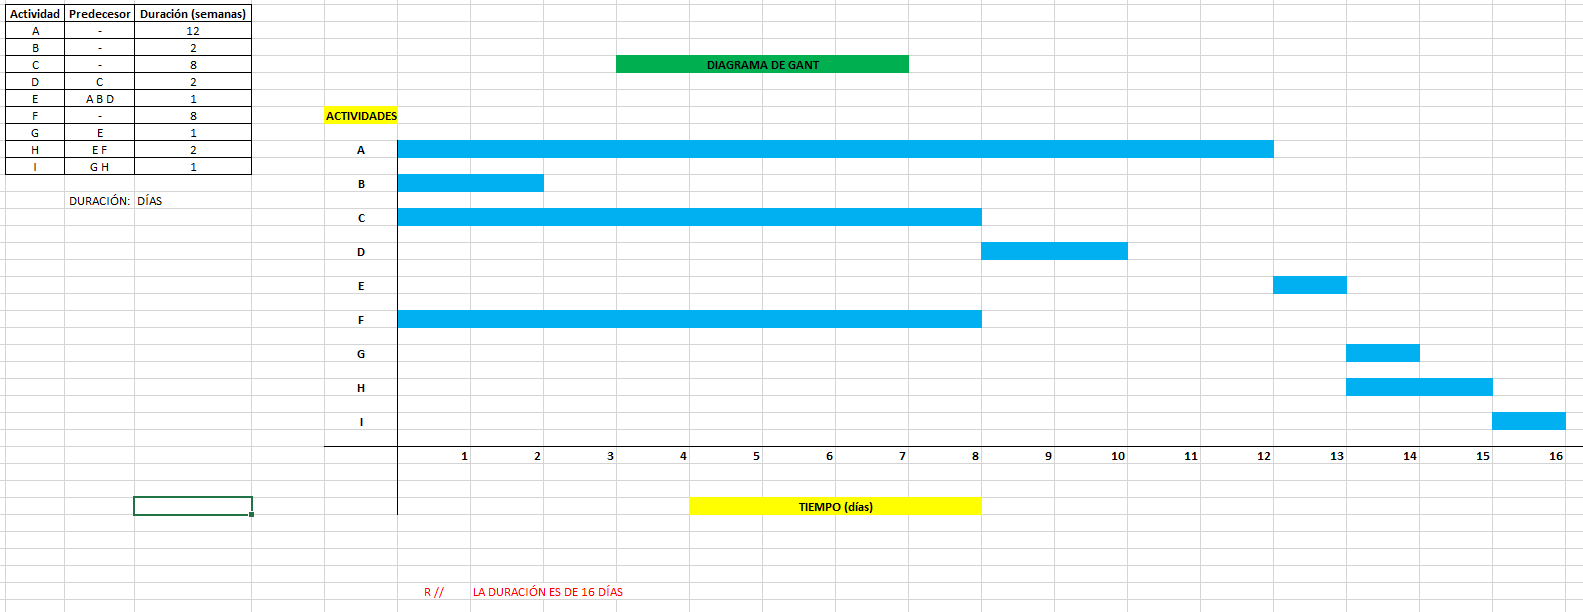 Actividad Predecesor Duración (semanas)
A - 12
B - 2
C - 8
D C 2
E A B D 1
F - 8
G E 1
H E F 2
I G H 1
DURACIÓN: DÍAS
DIAGRAMA DE GANT
ACTIVIDADES
A
B
C
D
E
F
G
H
I
1 2 3 4 5 6 7 8 9 10 11 12 13 14 15 16
TIEMPO (días)
R // LA DURACIÓN ES DE 16 DÍAS